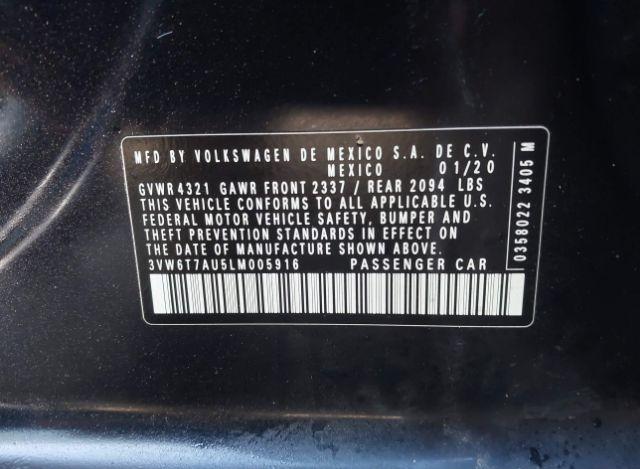 MFD BY VOLKSWAGEN DE MEXICO S.A. DE C.V.
MEXICO 01/20
GVWR 4321 GAWR FRONT 2337 / REAR 2094 LBS
THIS VEHICLE CONFORMS TO ALL APPLICABLE U.S.
FEDERAL MOTOR VEHICLE SAFETY, BUMPER AND
THEFT PREVENTION STANDARDS IN EFFECT ON
THE DATE OF MANUFACTURE SHOWN ABOVE.
3VW6T7AU5LM005916 PASSENGER CAR
0358022 3405 M